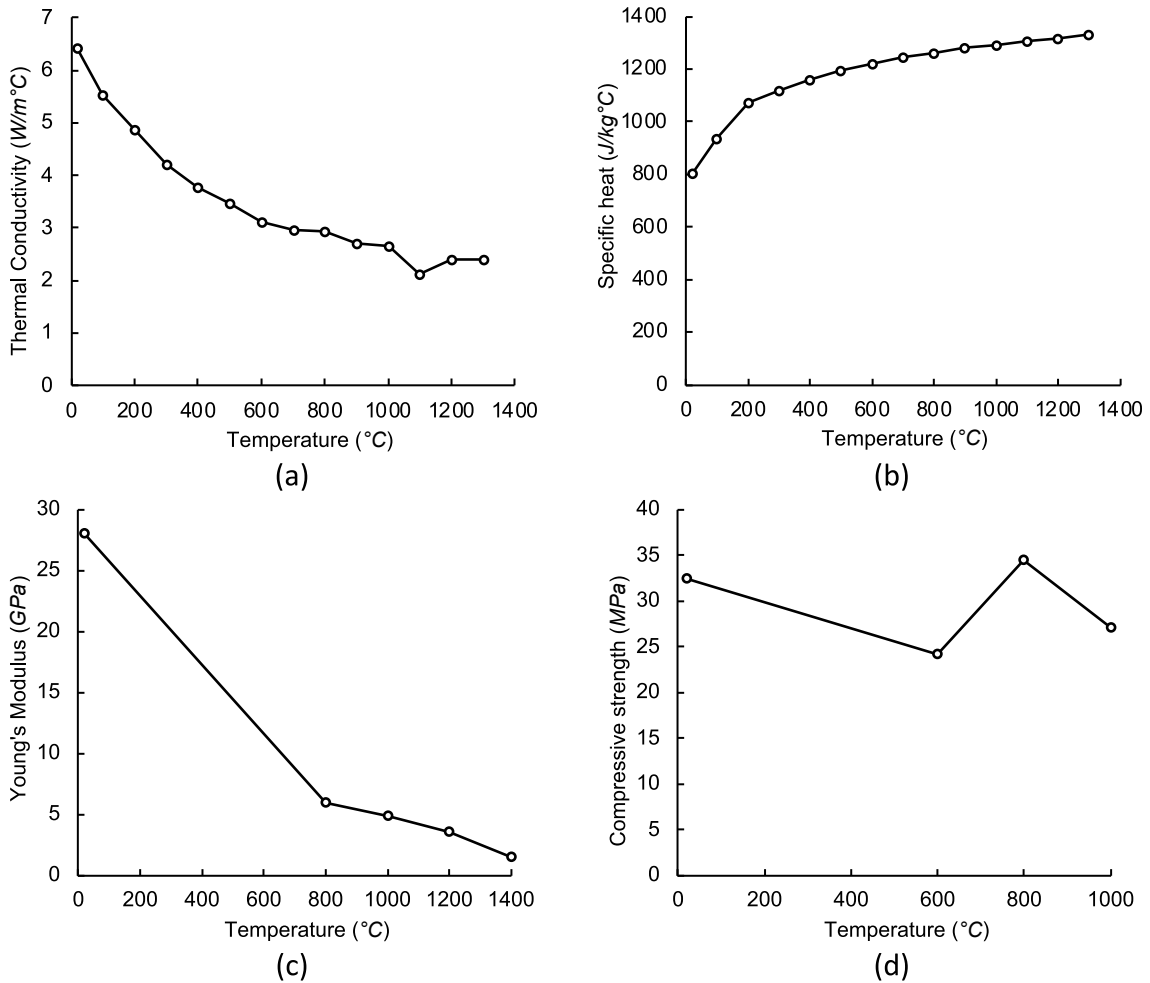 7
6
5
4
3
2
1
0
Thermal Conductivity (W/m°C)
0 200 400 600 800 1000 1200 1400
Temperature (°C)
(a)
1400
1200
1000
800
600
400
200
0
Specific heat (J/kg°C)
0 200 400 600 800 1000 1200 1400
Temperature (°C)
(b)
30
25
20
15
10
5
0
Young's Modulus (GPa)
0 200 400 600 800 1000 1200 1400
Temperature (°C)
(c)
40
35
30
25
20
15
10
5
0
Compressive strength (MPa)
0 200 400 600 800 1000
Temperature (°C)
(d)